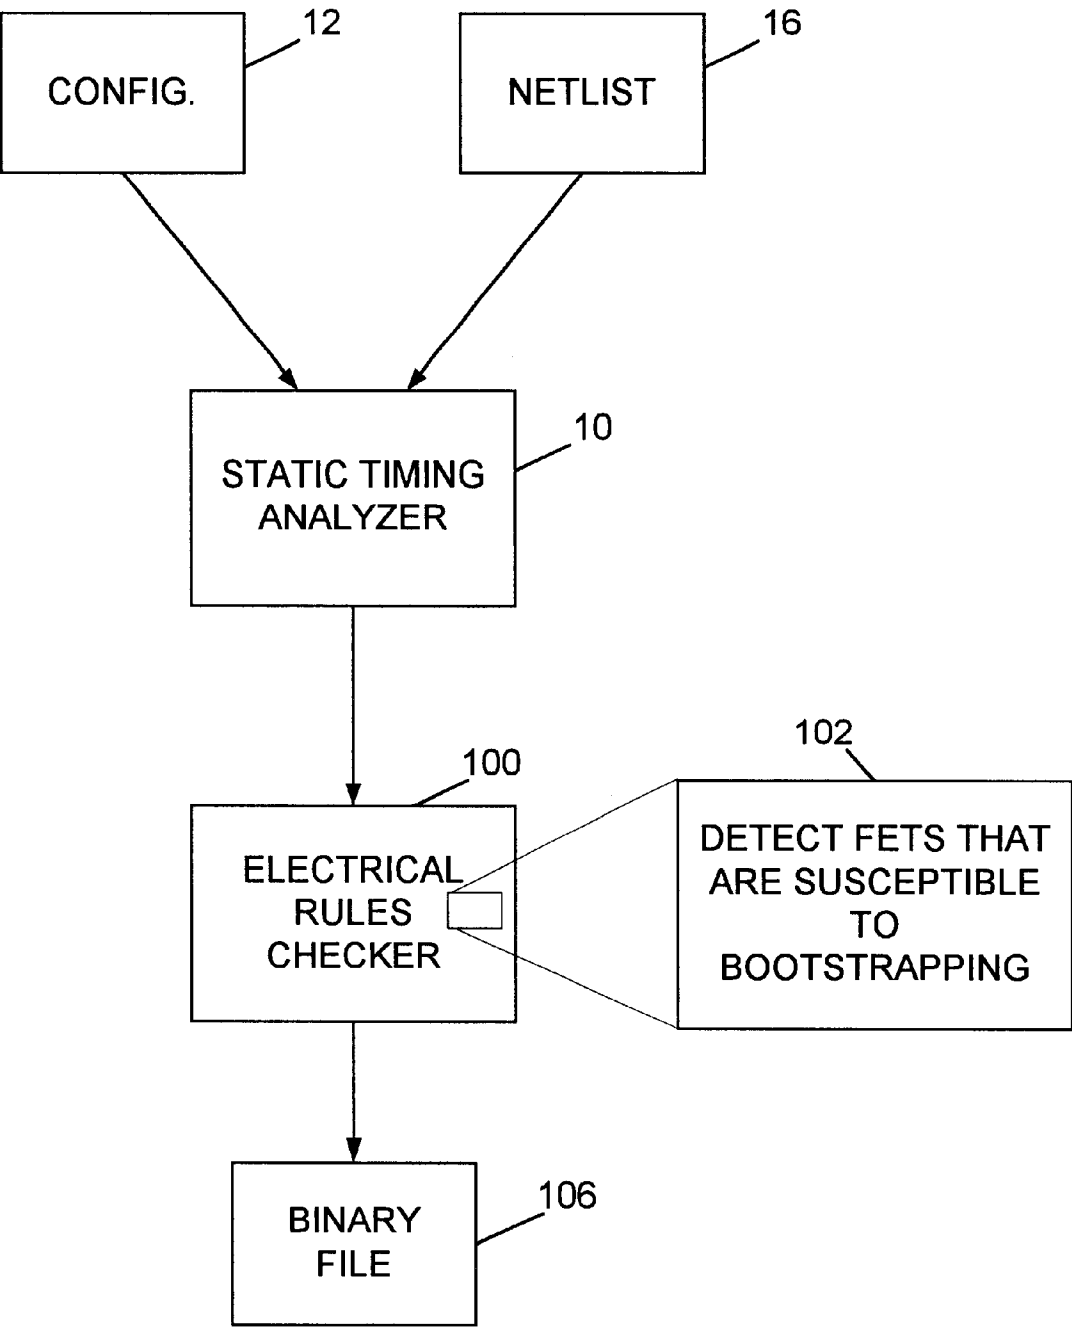 12
16
CONFIG.
NETLIST
10
STATIC TIMING
ANALYZER
100
102
ELECTRICAL
RULES
CHECKER
DETECT FETS THAT
ARE SUSCEPTIBLE
TO
BOOTSTRAPPING
106
BINARY
FILE